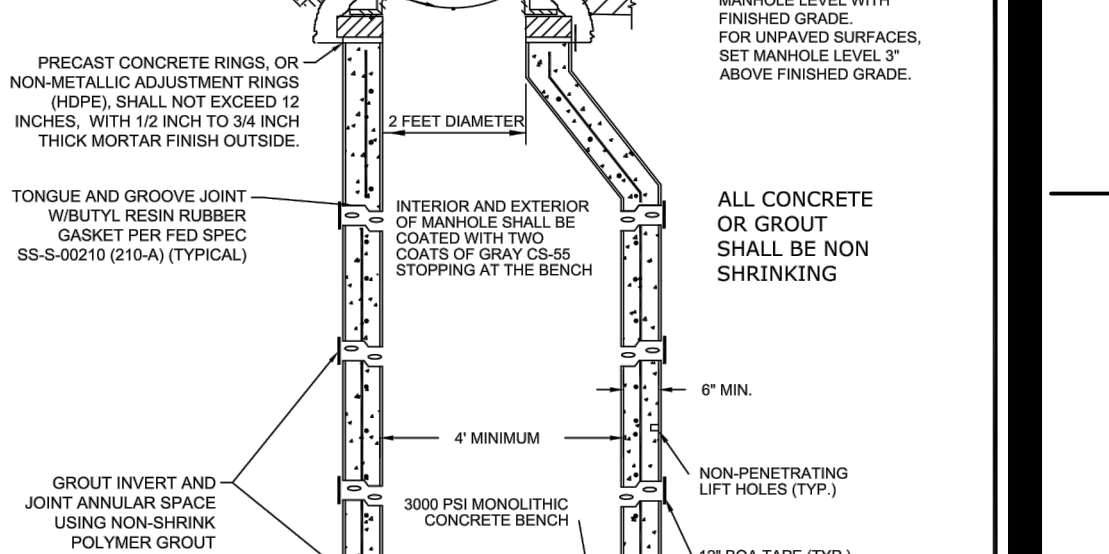 MANHOLE LEVEL WITH
FINISHED GRADE.
FOR UNPAVED SURFACES,
SET MANHOLE LEVEL 3"
ABOVE FINISHED GRADE.
PRECAST CONCRETE RINGS, OR
NON-METALLIC ADJUSTMENT RINGS
(HDPE), SHALL NOT EXCEED 12
INCHES, WITH 1/2 INCH TO 3/4 INCH
THICK MORTAR FINISH OUTSIDE.
2 FEET DIAMETER
TONGUE AND GROOVE JOINT
W/BUTYL RESIN RUBBER
GASKET PER FED SPEC
SS-S-00210 (210-A) (TYPICAL)
INTERIOR AND EXTERIOR
OF MANHOLE SHALL BE
COATED WITH TWO
COATS OF GRAY CS-55
STOPPING AT THE BENCH
ALL CONCRETE
OR GROUT
SHALL BE NON
SHRINKING
6" MIN.
4' MINIMUM
NON-PENETRATING
LIFT HOLES (TYP.)
GROUT INVERT AND
JOINT ANNULAR SPACE
USING NON-SHRINK
POLYMER GROUT
3000 PSI MONOLITHIC
CONCRETE BENCH
12" BOA TAPE (TYP.)